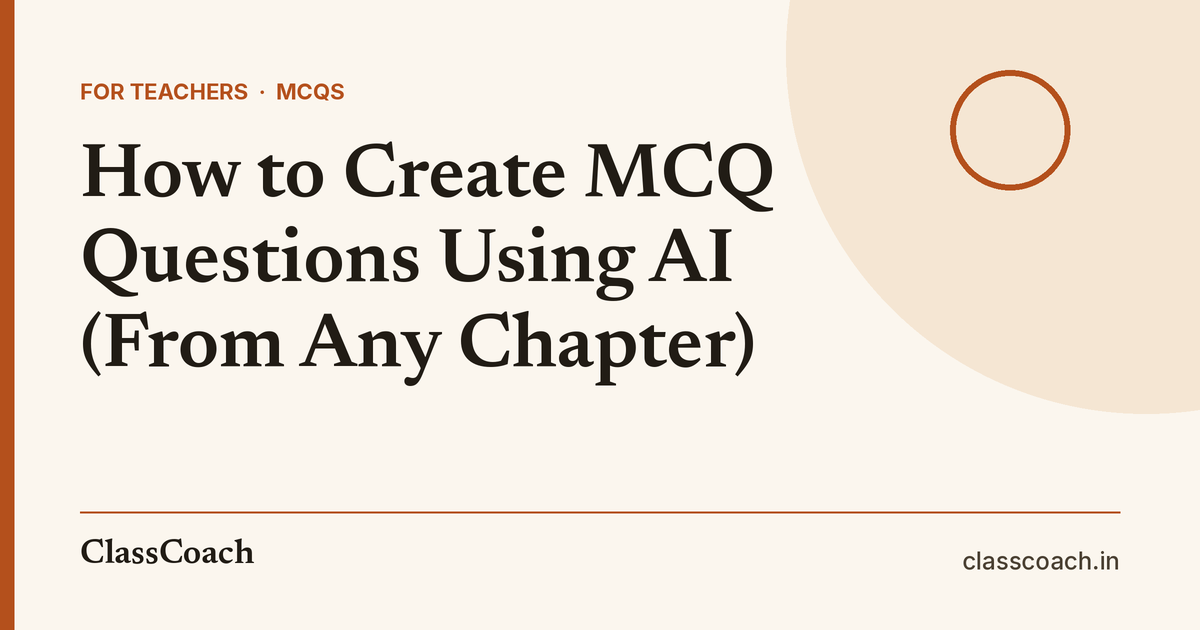 FOR TEACHERS · MCQS
How to Create MCQ
Questions Using AI
(From Any Chapter)
ClassCoach
classcoach.in